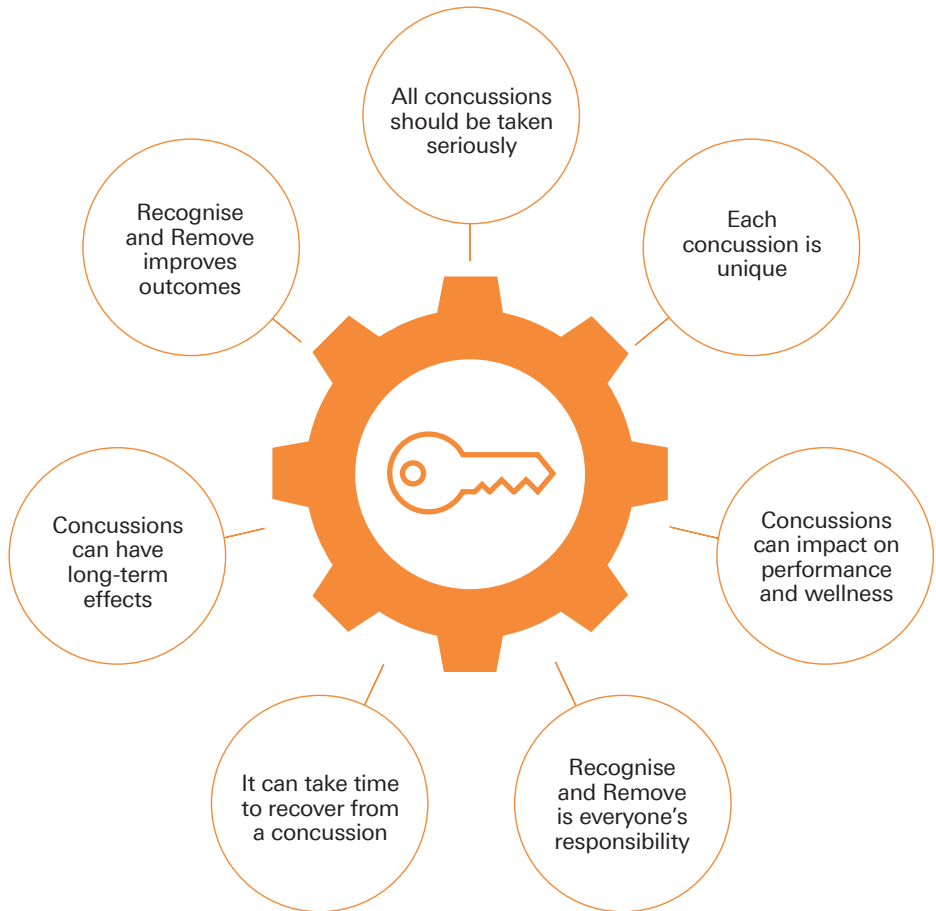 All concussions
should be taken
seriously
Each
concussion is
unique
Concussions
can impact on
performance
and wellness
Recognise
and Remove
is everyone’s
responsibility
It can take time
to recover from
a concussion
Concussions
can have
long-term
effects
Recognise
and Remove
improves
outcomes